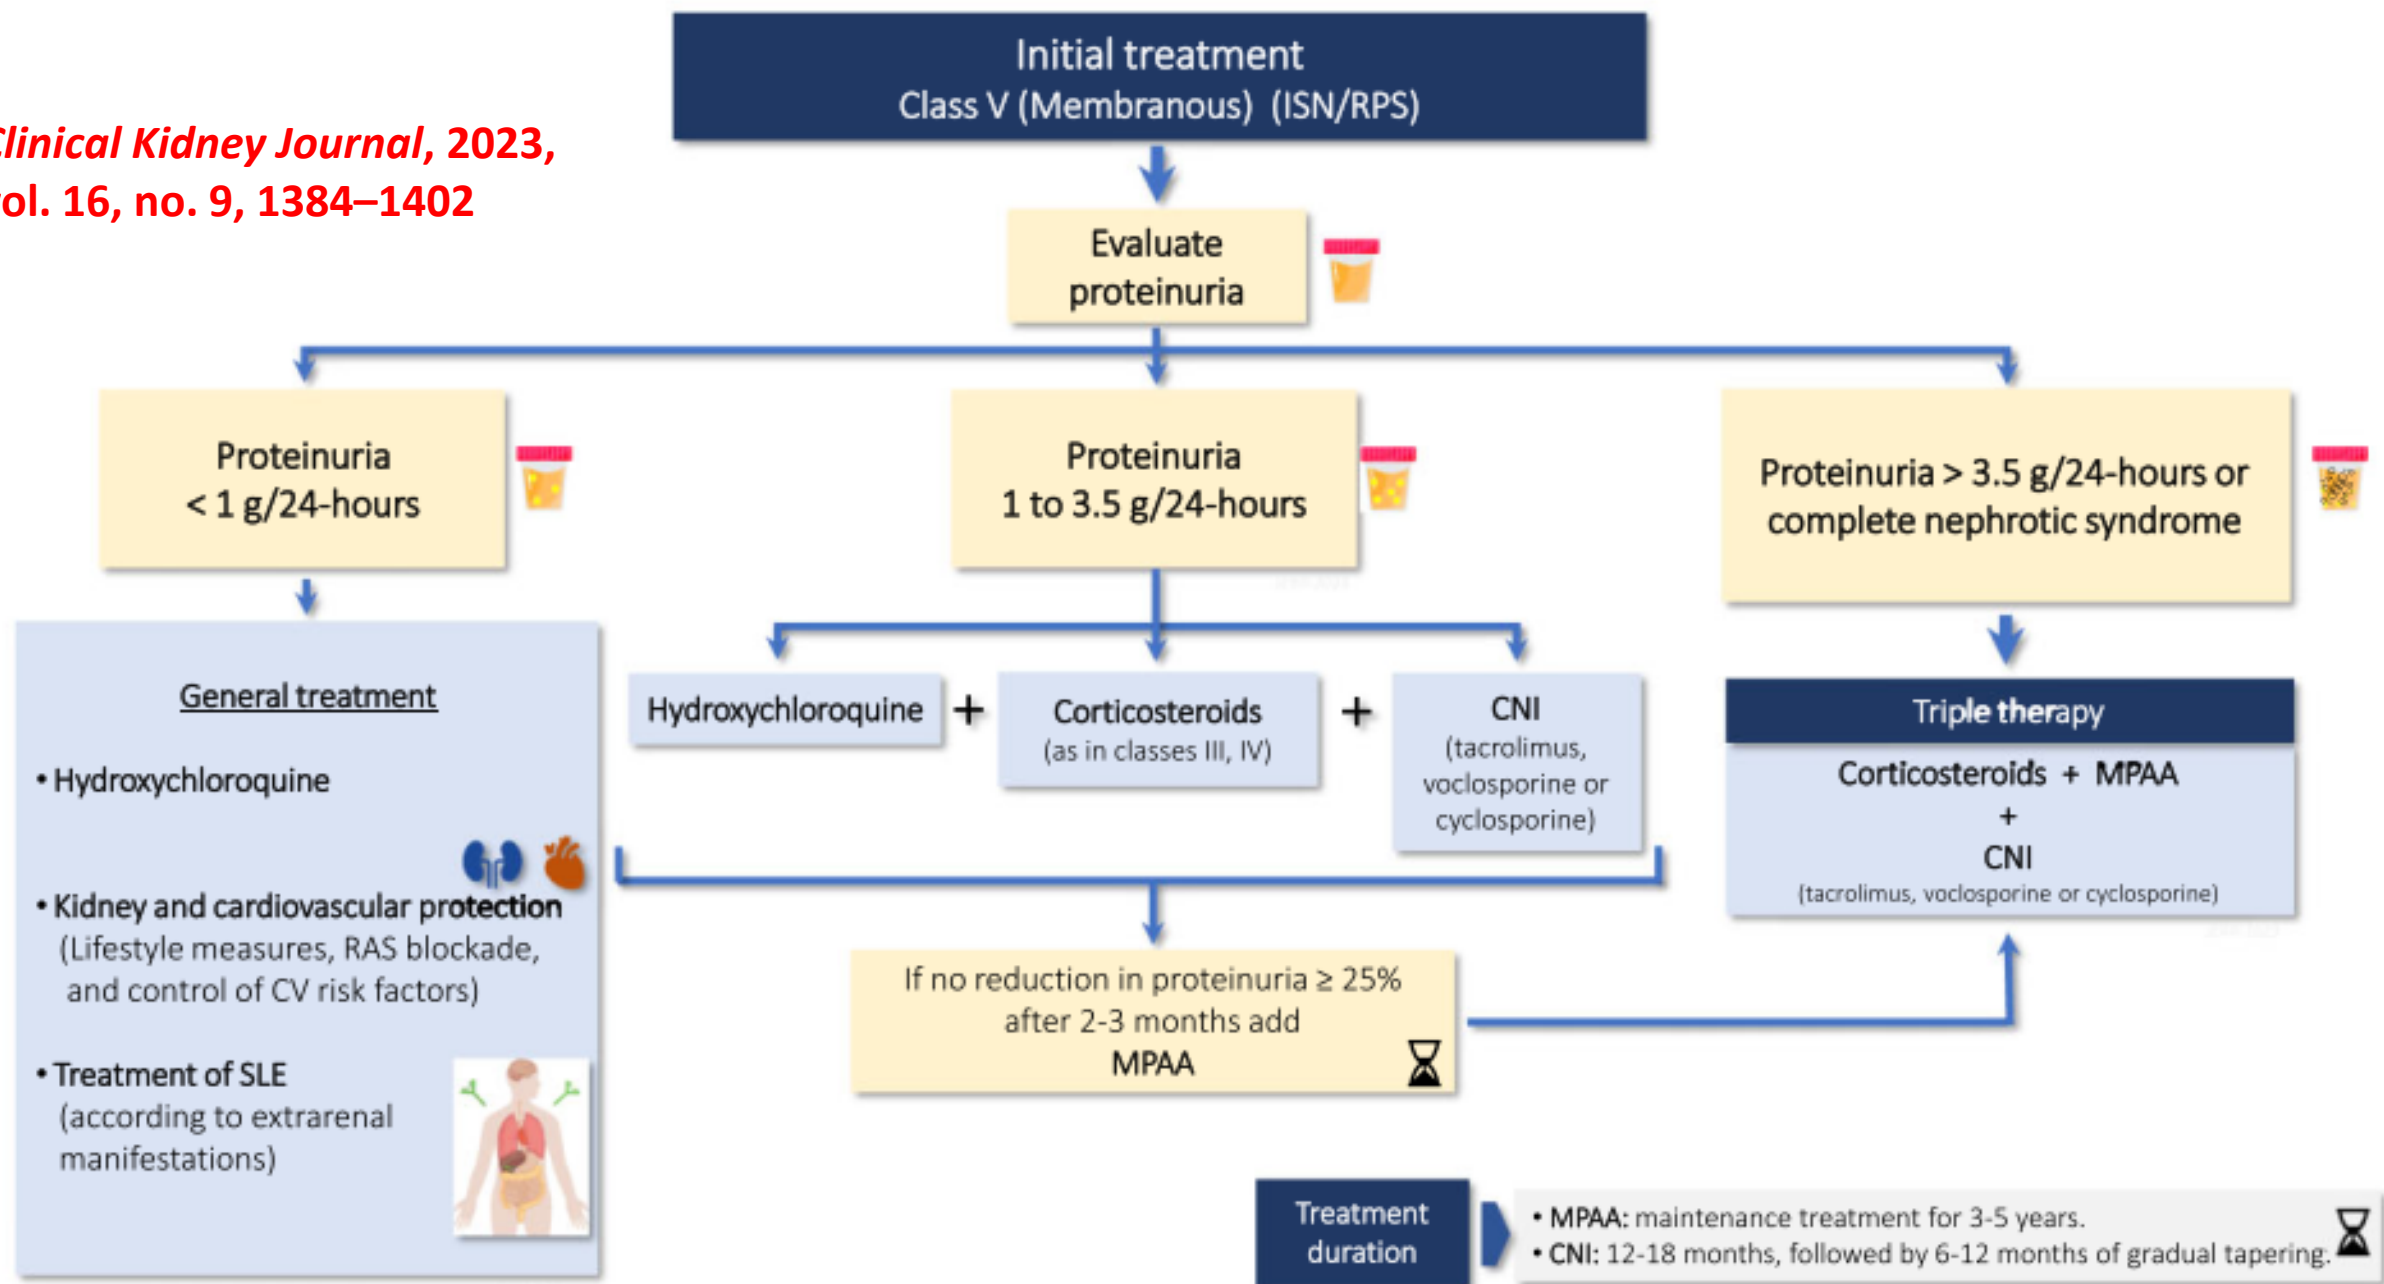 Initial treatment
Class V (Membranous) (ISN/RPS)
Clinical Kidney Journal, 2023,
vol. 16, no. 9, 1384–1402
Evaluate
proteinuria
Proteinuria
< 1 g/24-hours
Proteinuria
1 to 3.5 g/24-hours
Proteinuria > 3.5 g/24-hours or
complete nephrotic syndrome
General treatment
• Hydroxychloroquine
• Kidney and cardiovascular protection
(Lifestyle measures, RAS blockade,
and control of CV risk factors)
• Treatment of SLE
(according to extrarenal
manifestations)
Hydroxychloroquine
+
Corticosteroids
(as in classes III, IV)
+
CNI
(tacrolimus,
voclosporine or
cyclosporine)
Triple therapy
Corticosteroids + MPAA
+
CNI
(tacrolimus, voclosporine or cyclosporine)
If no reduction in proteinuria ≥ 25%
after 2-3 months add
MPAA
Treatment
duration
• MPAA: maintenance treatment for 3-5 years.
• CNI: 12-18 months, followed by 6-12 months of gradual tapering.